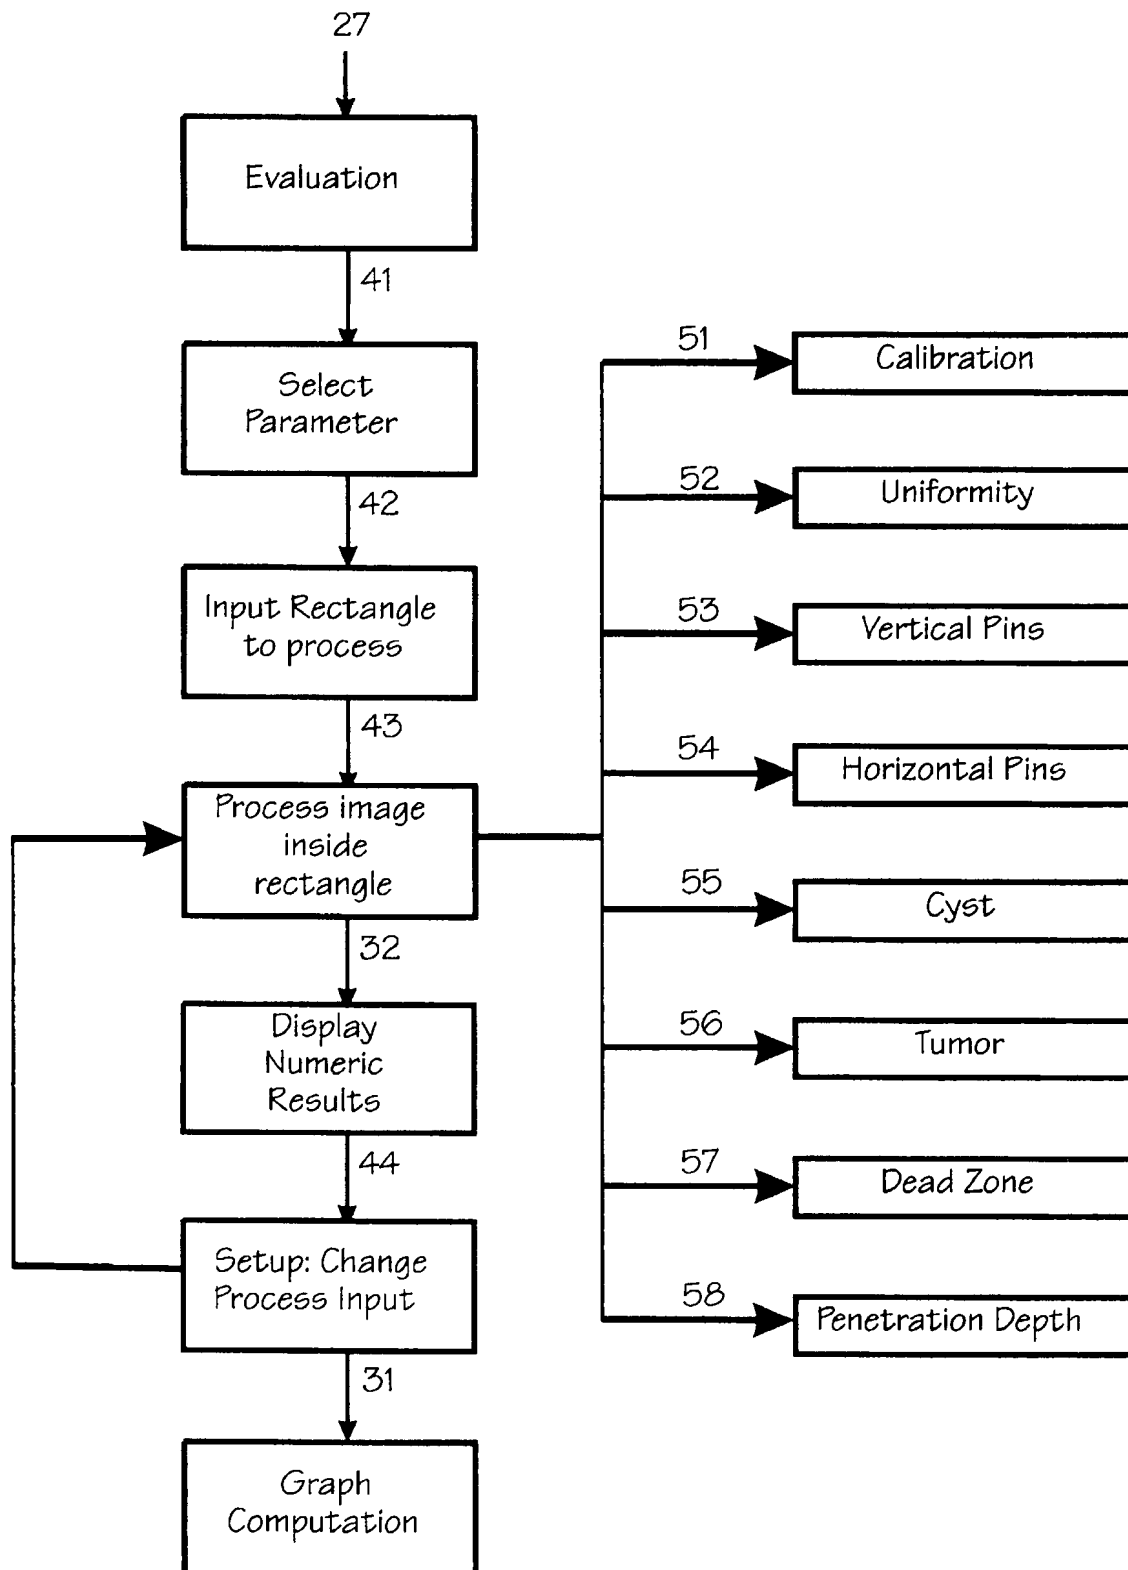 27
Evaluation
41
Select
Parameter
42
Input Rectangle
to process
43
Process image
inside
rectangle
32
Display
Numeric
Results
44
Setup: Change
Process Input
31
Graph
Computation
51
Calibration
52
Uniformity
53
Vertical Pins
54
Horizontal Pins
55
Cyst
56
Tumor
57
Dead Zone
58
Penetration Depth